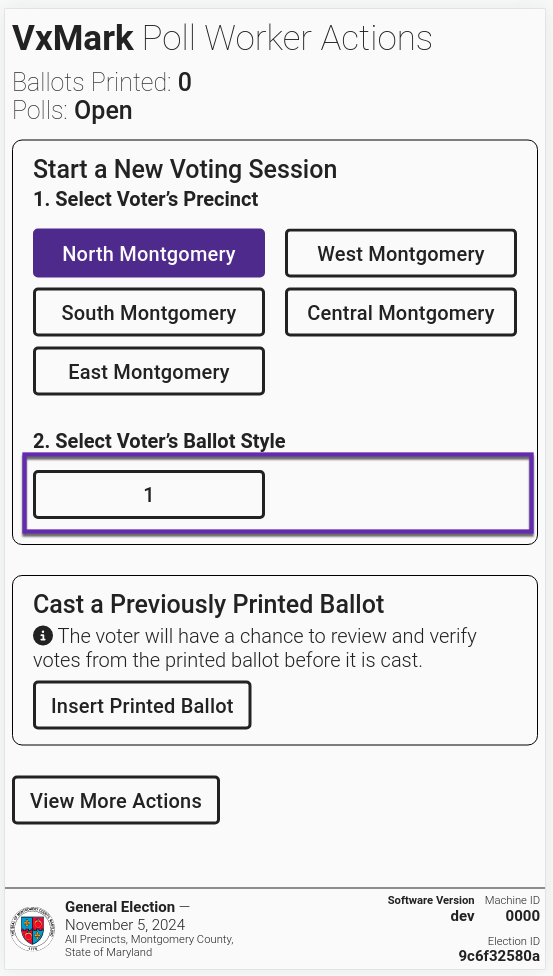 VxMark Poll Worker Actions
Ballots Printed: 0
Polls: Open
Start a New Voting Session
1. Select Voter’s Precinct
North Montgomery
West Montgomery
South Montgomery
Central Montgomery
East Montgomery
2. Select Voter’s Ballot Style
1
Cast a Previously Printed Ballot
The voter will have a chance to review and verify
votes from the printed ballot before it is cast.
Insert Printed Ballot
View More Actions
General Election —
November 5, 2024
All Precincts, Montgomery County,
State of Maryland
Software Version
dev
Machine ID
0000
Election ID
9c6f32580a